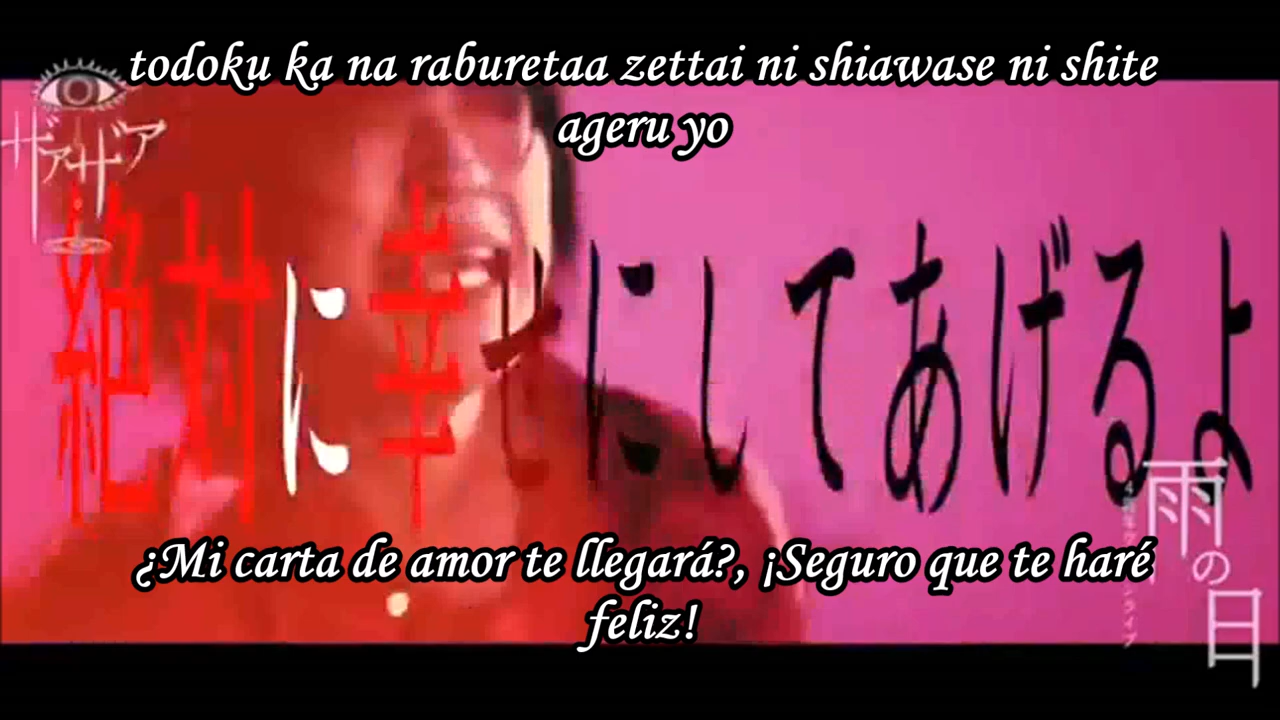 todoku ka na raburetaa zettai ni shiawase ni shite
ageru yo
ザアザア
絶対に幸せにしてあげるよ
¿Mi carta de amor te llegará?, ¡Seguro que te haré
feliz!
雨の日